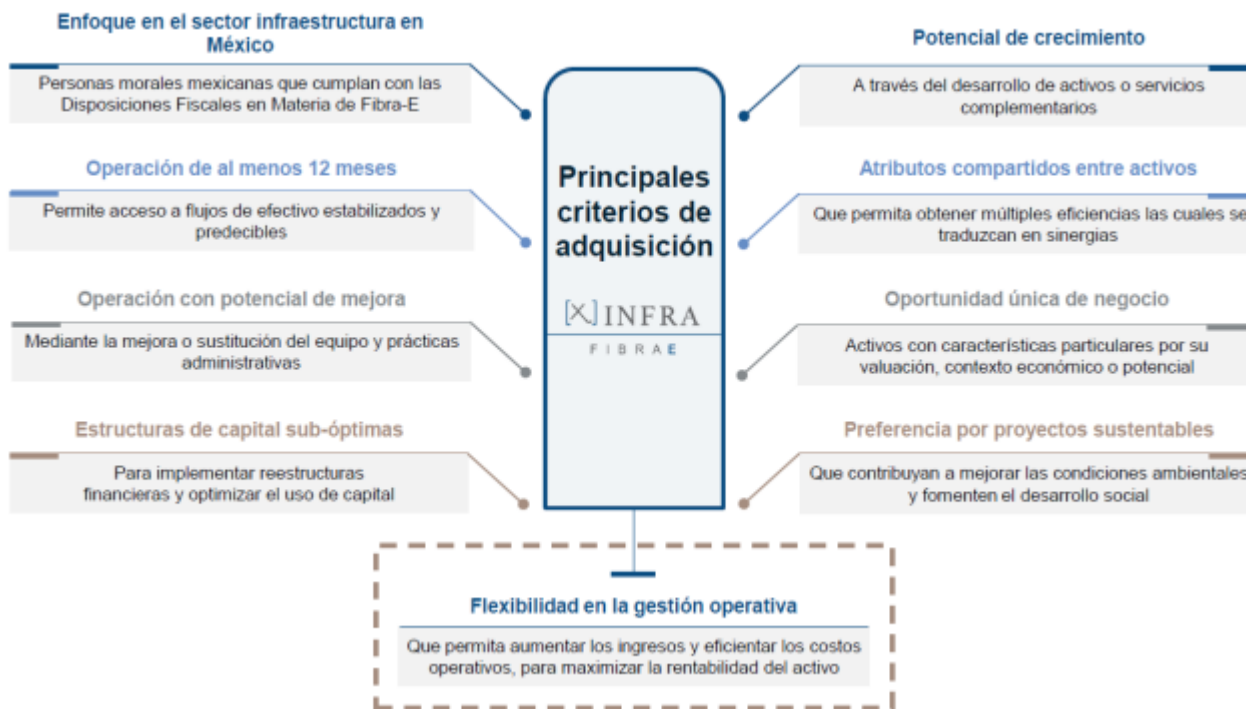 Enfoque en el sector infraestructura en
México
Personas morales mexicanas que cumplan con las
Disposiciones Fiscales en Materia de Fibra-E
Operación de al menos 12 meses
Permite acceso a flujos de efectivo estabilizados y
predecibles
Operación con potencial de mejora
Mediante la mejora o sustitución del equipo y prácticas
administrativas
Estructuras de capital sub-óptimas
Para implementar reestructuras
financieras y optimizar el uso de capital
Principales
criterios de
adquisición
[X] INFRA
FIBRAE
Potencial de crecimiento
A través del desarrollo de activos o servicios
complementarios
Atributos compartidos entre activos
Que permita obtener múltiples eficiencias las cuales se
traduzcan en sinergias
Oportunidad única de negocio
Activos con características particulares por su
valuación, contexto económico o potencial
Preferencia por proyectos sustentables
Que contribuyan a mejorar las condiciones ambientales
y fomenten el desarrollo social
Flexibilidad en la gestión operativa
Que permita aumentar los ingresos y eficientar los costos
operativos, para maximizar la rentabilidad del activo